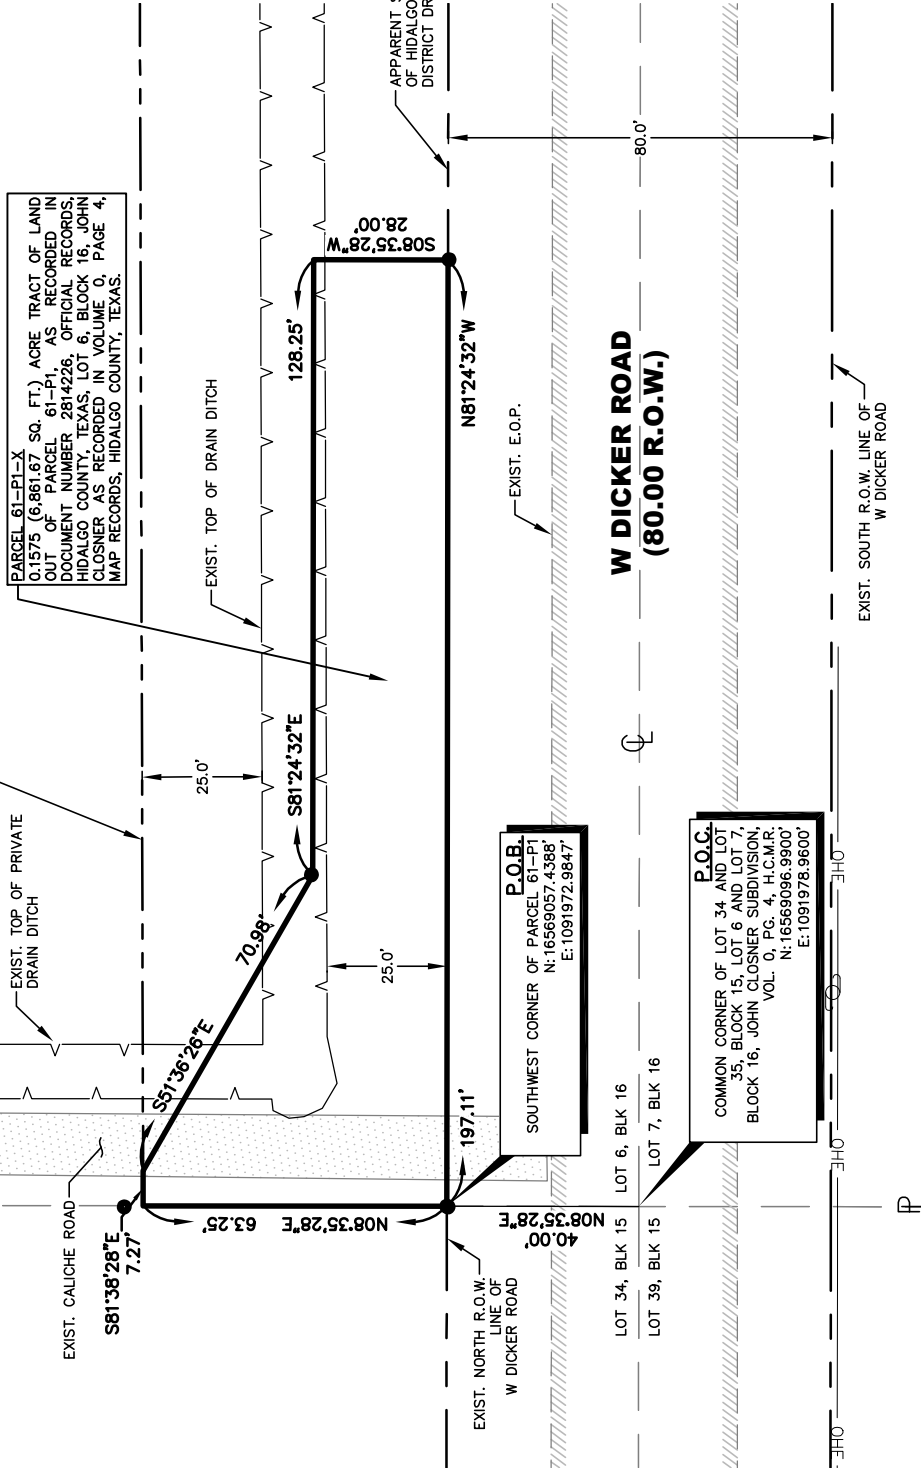 PARCEL 61-P1-X
0.1575 (6,861.67 SQ. FT.) ACRE TRACT OF LAND
OUT OF PARCEL 61-P1, AS RECORDED IN
DOCUMENT NUMBER 2814226, OFFICIAL RECORDS,
HIDALGO COUNTY, TEXAS, LOT 6, BLOCK 16, JOHN
CLOSNER AS RECORDED IN VOLUME 0, PAGE 4,
MAP RECORDS, HIDALGO COUNTY, TEXAS.
APPARENT S
OF HIDALGO
DISTRICT DR
EXIST. TOP OF PRIVATE
DRAIN DITCH
EXIST. TOP OF DRAIN DITCH
EXIST. CALICHE ROAD
S81°38'28"E
7.27'
S51°36'26"E
70.98'
S81°24'32"E
128.25'
S08°35'28"W
28.00'
N81°24'32"W
197.11'
N08°35'28"E
63.25'
25.0'
25.0'
80.0'
N08°35'28"E
40.00'
EXIST. NORTH R.O.W.
LINE OF
W DICKER ROAD
P.O.B.
SOUTHWEST CORNER OF PARCEL 61-P1
N:16569057.4388'
E:1091972.9847'
EXIST. E.O.P.
W DICKER ROAD
(80.00 R.O.W.)
CL
LOT 34, BLK 15
LOT 39, BLK 15
LOT 6, BLK 16
LOT 7, BLK 16
P.O.C.
COMMON CORNER OF LOT 34 AND LOT
35, BLOCK 15, LOT 6 AND LOT 7,
BLOCK 16, JOHN CLOSNER SUBDIVISION,
VOL. 0, PG. 4, H.C.M.R.
N:16569096.9900'
E:1091978.9600'
EXIST. SOUTH R.O.W. LINE OF
W DICKER ROAD
OHE
OHE
OHE